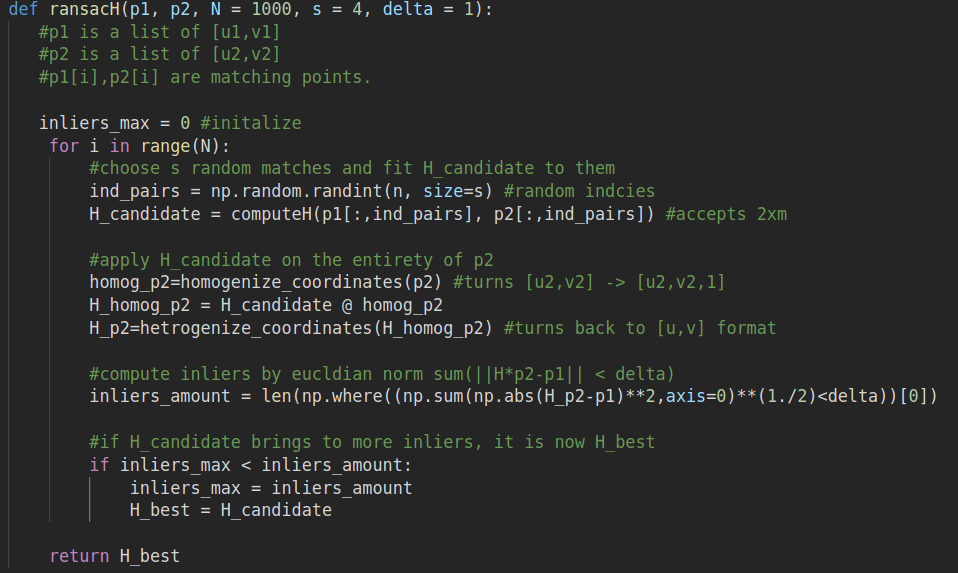 def ransacH(p1, p2, N = 1000, s = 4, delta = 1):
#p1 is a list of [u1,v1]
#p2 is a list of [u2,v2]
#p1[i],p2[i] are matching points.
inliers_max = 0 #initalize
for i in range(N):
#choose s random matches and fit H_candidate to them
ind_pairs = np.random.randint(n, size=s) #random indcies
H_candidate = computeH(p1[:,ind_pairs], p2[:,ind_pairs]) #accepts 2xm
#apply H_candidate on the entirety of p2
homog_p2=homogenize_coordinates(p2) #turns [u2,v2] -> [u2,v2,1]
H_homog_p2 = H_candidate @ homog_p2
H_p2=hetrogenize_coordinates(H_homog_p2) #turns back to [u,v] format
#compute inliers by eucldian norm sum(||H*p2-p1|| < delta)
inliers_amount = len(np.where((np.sum(np.abs(H_p2-p1)**2,axis=0)**(1./2)<delta))[0])
#if H_candidate brings to more inliers, it is now H_best
if inliers_max < inliers_amount:
inliers_max = inliers_amount
H_best = H_candidate
return H_best